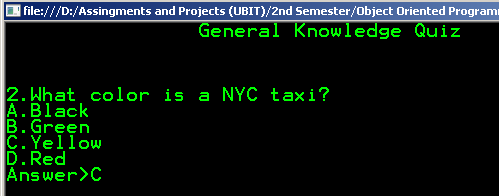 file:///D:/Assingments and Projects (UBIT)/2nd Semester/Object Oriented Programm
General Knowledge Quiz
2.What color is a NYC taxi?
A.Black
B.Green
C.Yellow
D.Red
Answer>C